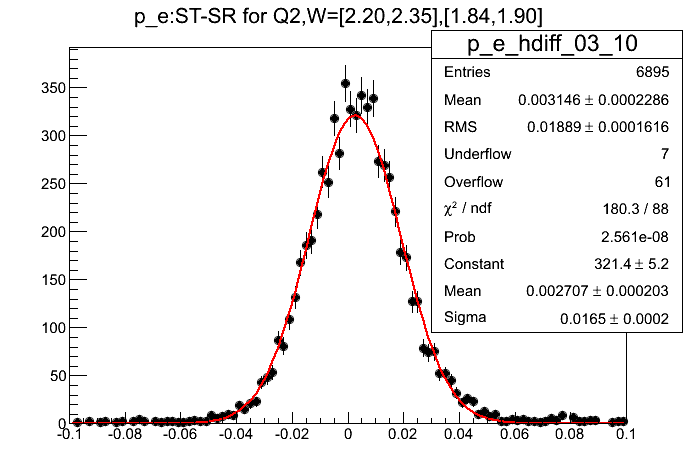 p_e:ST-SR for Q2,W=[2.20,2.35],[1.84,1.90]
p_e_hdiff_03_10
Entries 6895
Mean 0.003146 ± 0.0002286
RMS 0.01889 ± 0.0001616
Underflow 7
Overflow 61
χ² / ndf 180.3 / 88
Prob 2.561e-08
Constant 321.4 ± 5.2
Mean 0.002707 ± 0.000203
Sigma 0.0165 ± 0.0002
350
300
250
200
150
100
50
0
-0.1 -0.08 -0.06 -0.04 -0.02 0 0.02 0.04 0.06 0.08 0.1